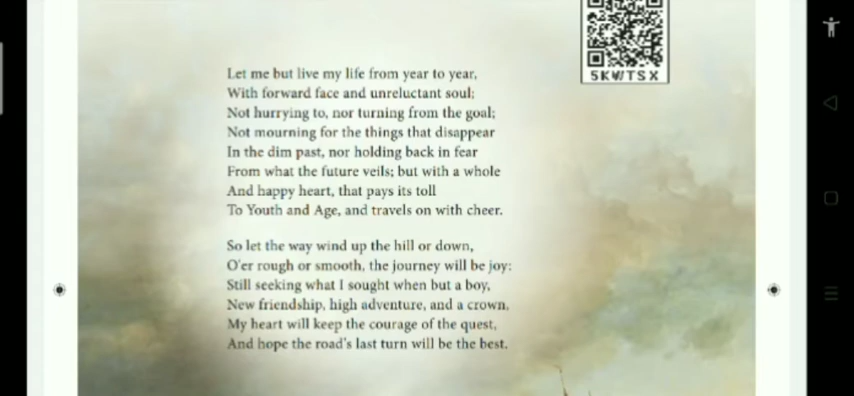 5KWTSX
Let me but live my life from year to year,
With forward face and unreluctant soul;
Not hurrying to, nor turning from the goal;
Not mourning for the things that disappear
In the dim past, nor holding back in fear
From what the future veils; but with a whole
And happy heart, that pays its toll
To Youth and Age, and travels on with cheer.
So let the way wind up the hill or down,
O'er rough or smooth, the journey will be joy:
Still seeking what I sought when but a boy,
New friendship, high adventure, and a crown,
My heart will keep the courage of the quest,
And hope the road's last turn will be the best.